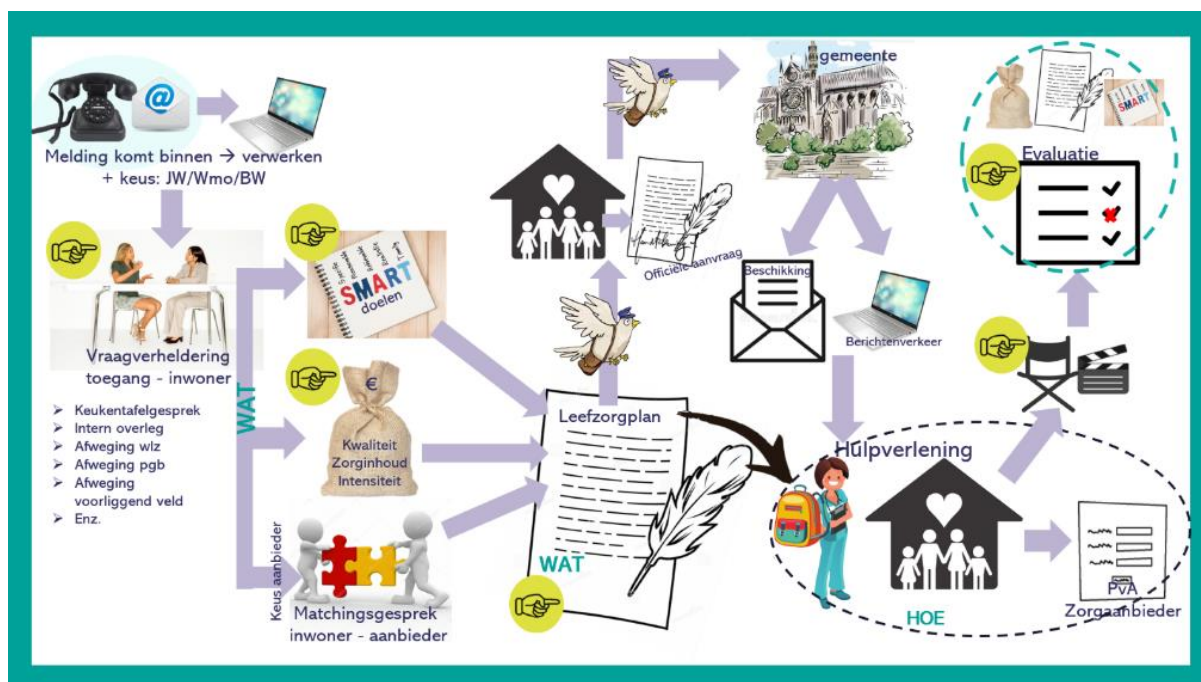 Melding komt binnen → verwerken
+ keus: JW/Wmo/BW
Vraagverheldering
toegang - inwoner
➢ Keukentafelgesprek
➢ Intern overleg
➢ Afweging wlz
➢ Afweging pgb
➢ Afweging
voorliggend veld
➢ Enz.
WAT
SMART
doelen
€
Kwaliteit
Zorginhoud
Intensiteit
Keus aanbieder
Matchingsgesprek
inwoner - aanbieder
Leefzorgplan
WAT
Officiële aanvraag
gemeente
Beschikking
Berichtenverkeer
Hulpverlening
HOE
PvA
Zorgaanbieder
SMART
Evaluatie